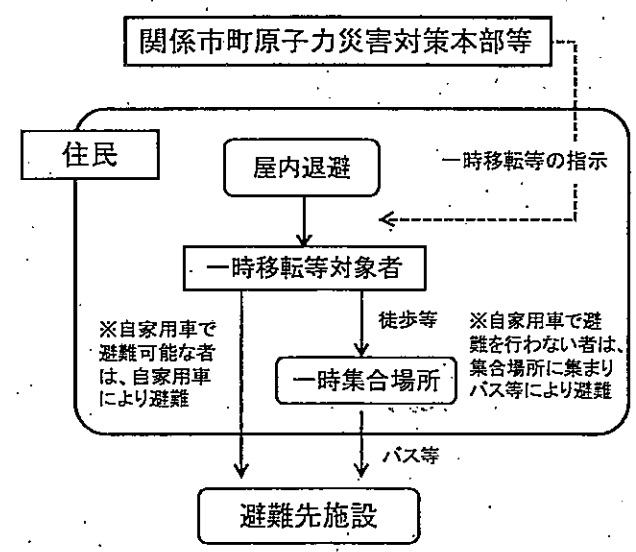 関係市町原子力災害対策本部等
住民
屋内退避
一時移転等の指示
一時移転等対象者
※自家用車で
避難可能な者
は、自家用車
により避難
徒歩等
※自家用車で避
難を行わない者は、
集合場所に集まり
バス等により避難
一時集合場所
バス等
避難先施設